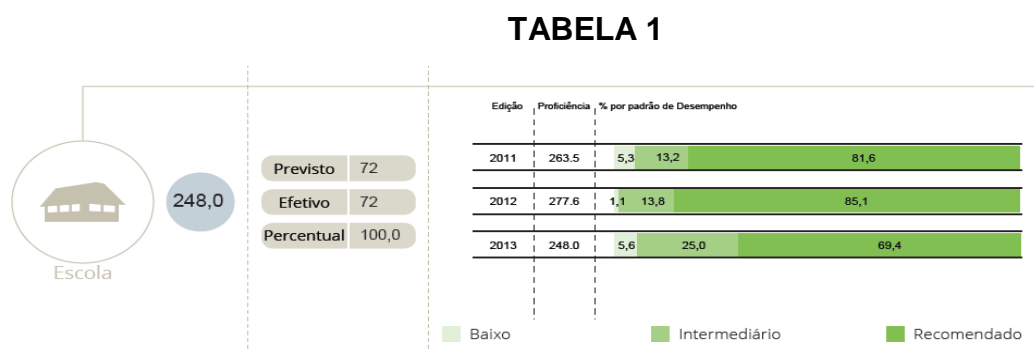 TABELA 1
Edição Proficiência % por padrão de Desempenho
2011 263.5 5,3 13,2 81,6
2012 277.6 1,1 13,8 85,1
2013 248.0 5,6 25,0 69,4
248,0
Escola
Previsto 72
Efetivo 72
Percentual 100,0
Baixo Intermediário Recomendado